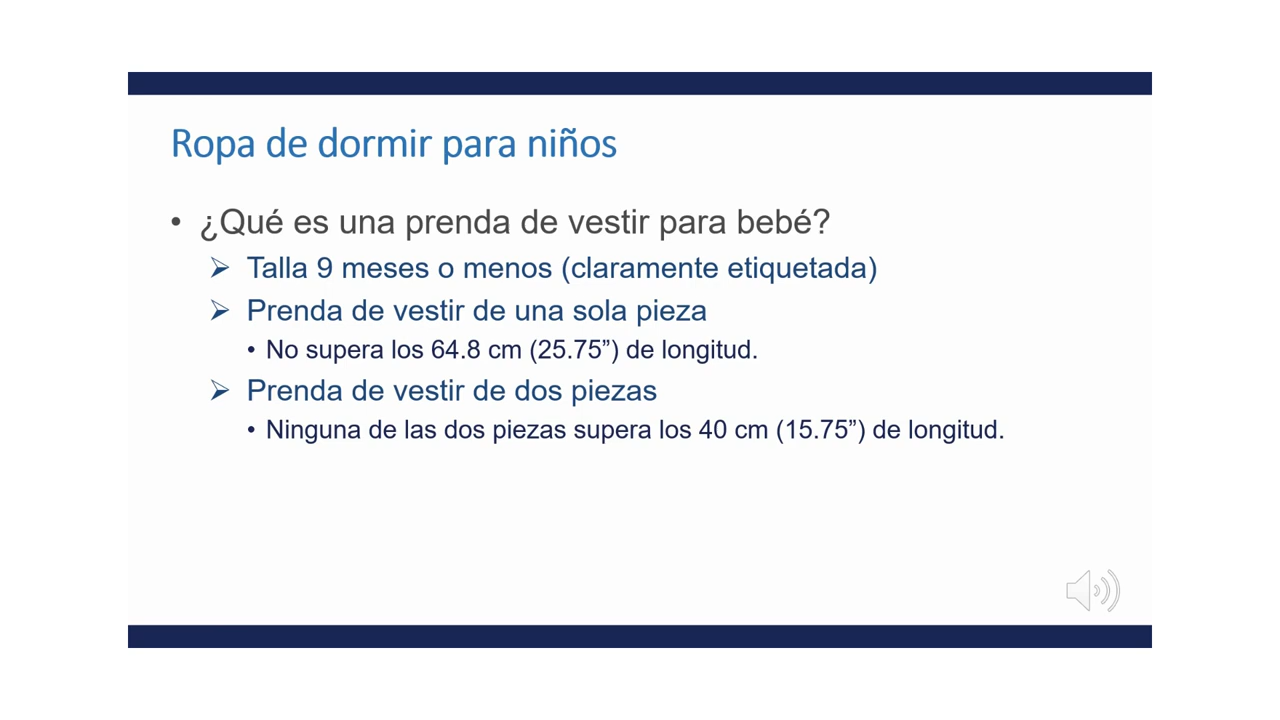 Ropa de dormir para niños
• ¿Qué es una prenda de vestir para bebé?
➢ Talla 9 meses o menos (claramente etiquetada)
➢ Prenda de vestir de una sola pieza
• No supera los 64.8 cm (25.75”) de longitud.
➢ Prenda de vestir de dos piezas
• Ninguna de las dos piezas supera los 40 cm (15.75”) de longitud.